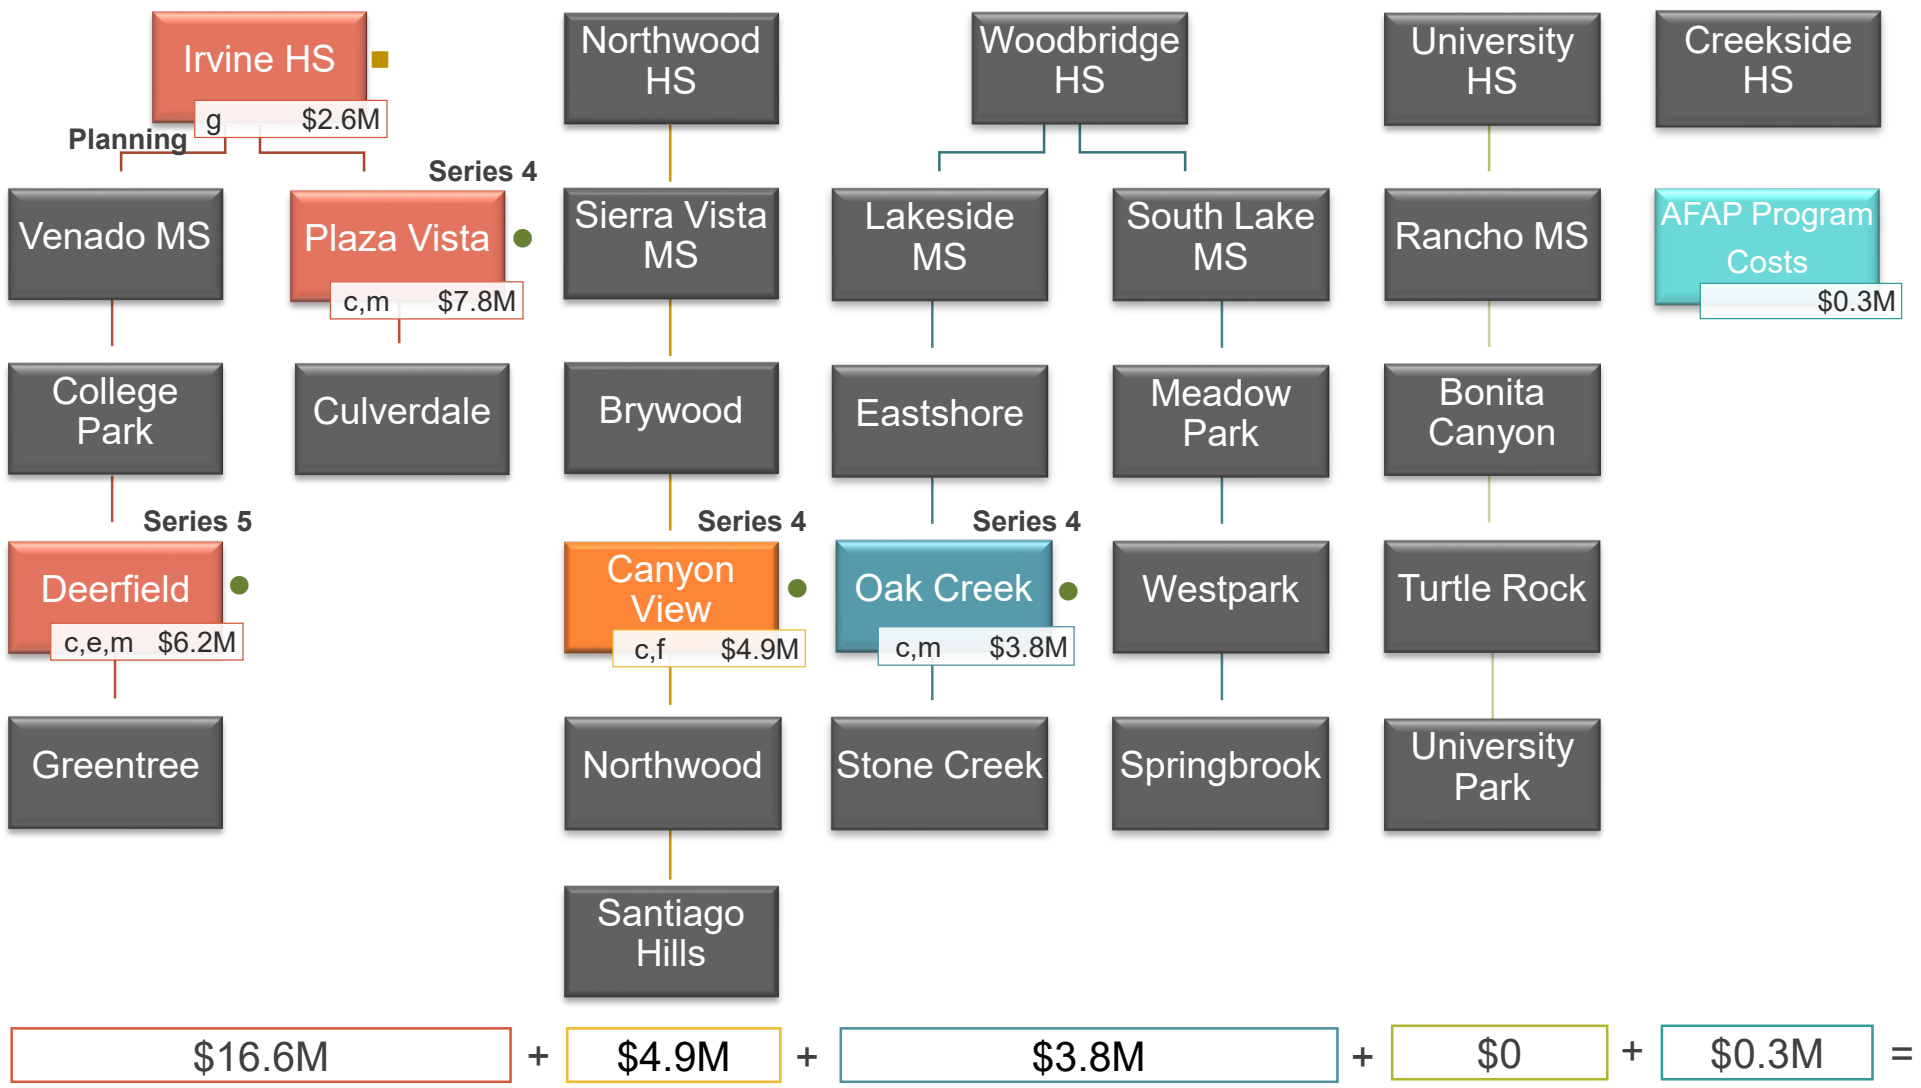 Irvine HS
g $2.6M
Planning
Northwood
HS
Woodbridge
HS
University
HS
Creekside
HS
Venado MS
Series 4
Plaza Vista
c,m $7.8M
Sierra Vista
MS
Lakeside
MS
South Lake
MS
Rancho MS
AFAP Program
Costs
$0.3M
College
Park
Culverdale
Brywood
Eastshore
Meadow
Park
Bonita
Canyon
Series 5
Deerfield
c,e,m $6.2M
Series 4
Canyon
View
c,f $4.9M
Series 4
Oak Creek
c,m $3.8M
Westpark
Turtle Rock
Greentree
Northwood
Stone Creek
Springbrook
University
Park
Santiago
Hills
$16.6M + $4.9M + $3.8M + $0 + $0.3M =